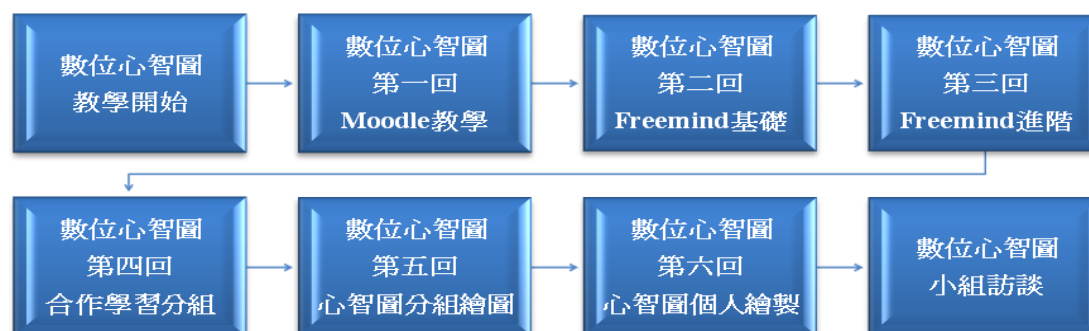 數位心智圖
教學開始
數位心智圖
第一回
Moodle教學
數位心智圖
第二回
Freemind基礎
數位心智圖
第三回
Freemind進階
數位心智圖
第四回
合作學習分組
數位心智圖
第五回
心智圖分組繪圖
數位心智圖
第六回
心智圖個人繪製
數位心智圖
小組訪談